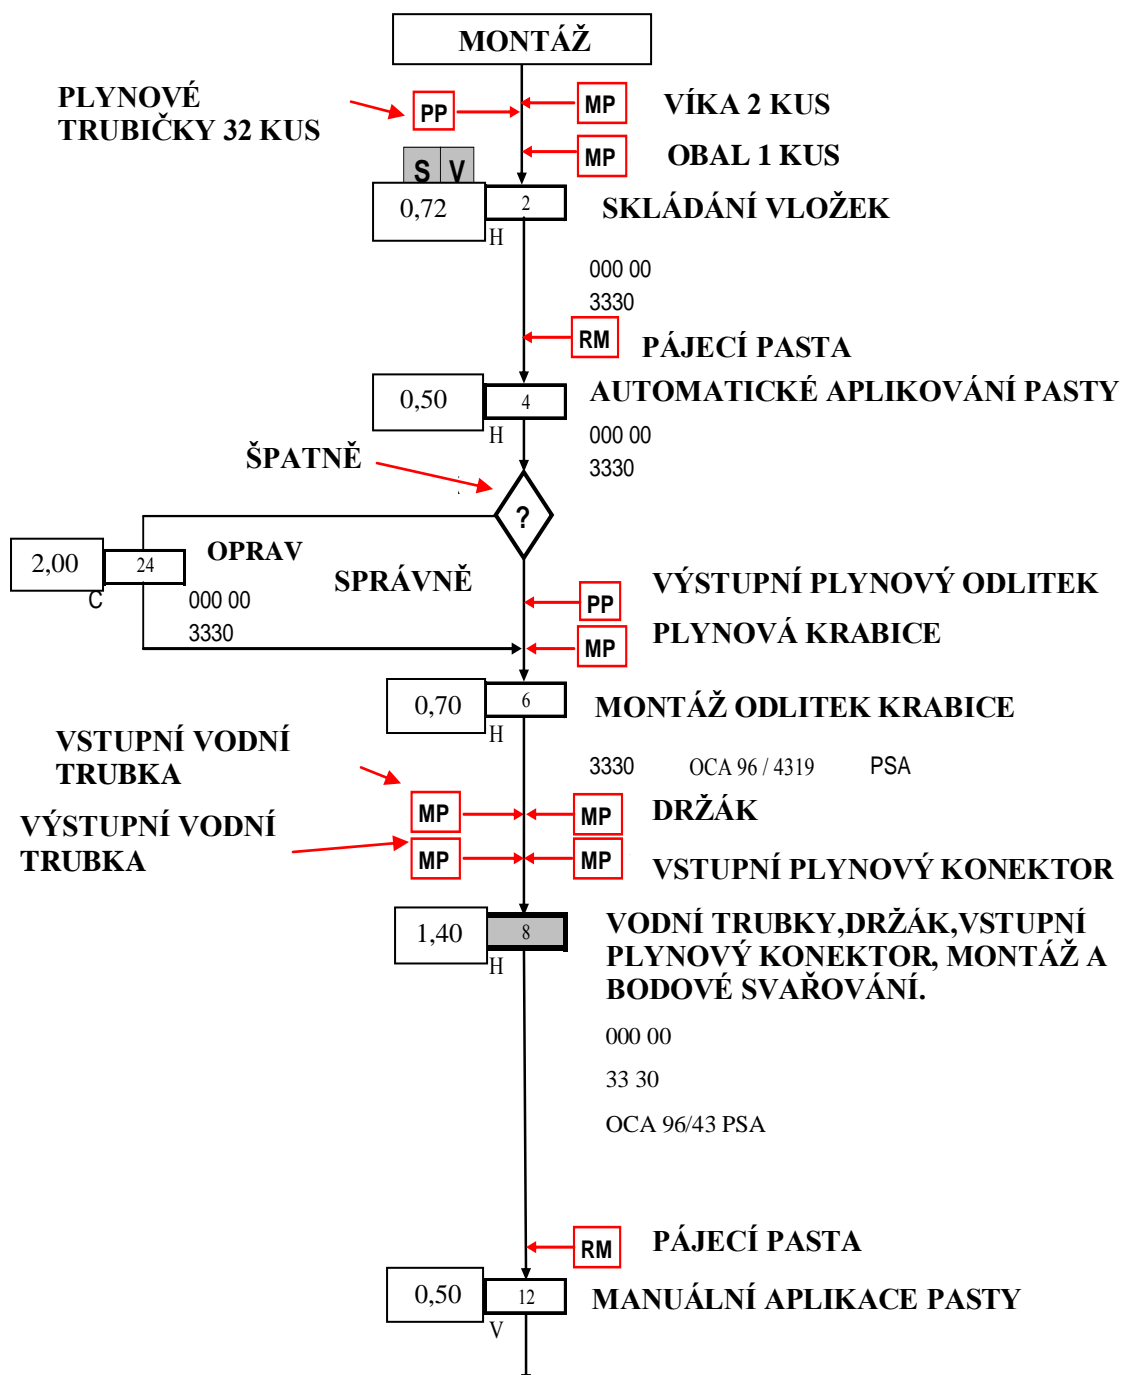 MONTÁŽ
PLYNOVÉ
TRUBIČKY 32 KUS
PP
MP
VÍKA 2 KUS
MP
OBAL 1 KUS
S V
0,72
2
H
SKLÁDÁNÍ VLOŽEK
000 00
3330
RM
PÁJECÍ PASTA
0,50
4
H
AUTOMATICKÉ APLIKOVÁNÍ PASTY
000 00
3330
ŠPATNĚ
?
2,00
24
C
OPRAV
000 00
3330
SPRÁVNĚ
PP
VÝSTUPNÍ PLYNOVÝ ODLITEK
MP
PLYNOVÁ KRABICE
0,70
6
H
MONTÁŽ ODLITEK KRABICE
3330 OCA 96 / 4319 PSA
VSTUPNÍ VODNÍ
TRUBKA
MP
MP
DRŽÁK
VÝSTUPNÍ VODNÍ
TRUBKA
MP
MP
VSTUPNÍ PLYNOVÝ KONEKTOR
1,40
8
H
VODNÍ TRUBKY,DRŽÁK,VSTUPNÍ
PLYNOVÝ KONEKTOR, MONTÁŽ A
BODOVÉ SVAŘOVÁNÍ.
000 00
33 30
OCA 96/43 PSA
RM
PÁJECÍ PASTA
0,50
12
V
MANUÁLNÍ APLIKACE PASTY